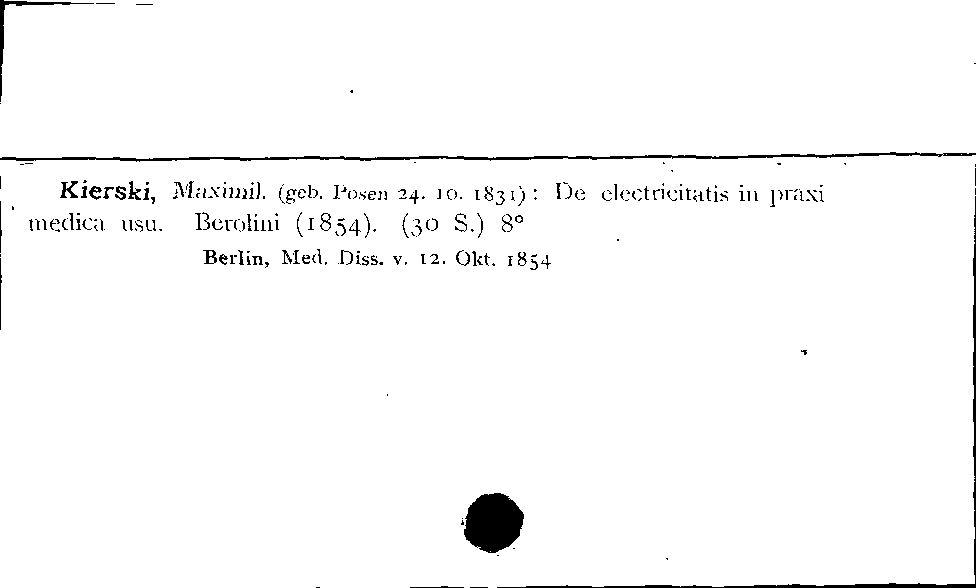 Kierski, Maximil. (geb. Posen 24. 10. 1831): De electricitatis in praxi
medica usu. Berolini (1854). (30 S.) 8°
Berlin, Med. Diss. v. 12. Okt. 1854